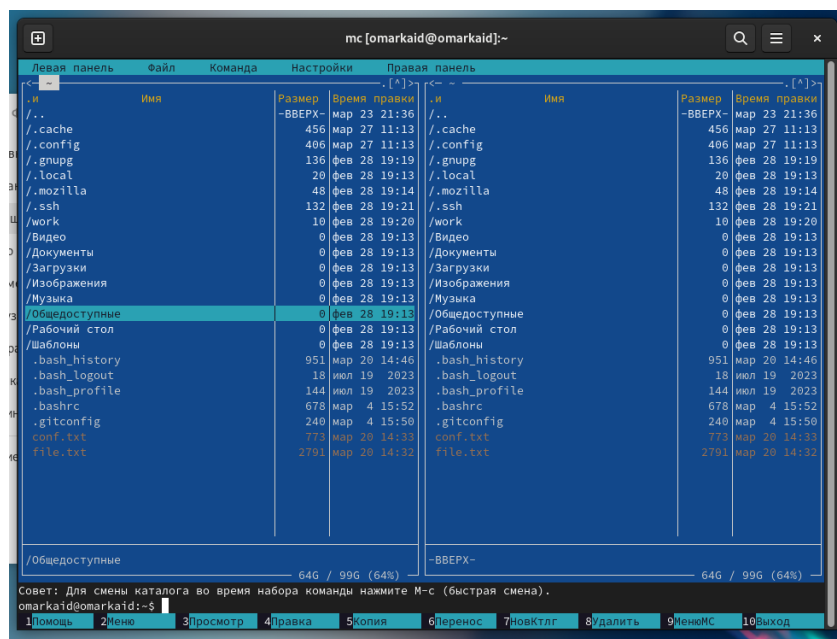 mc [omarkaid@omarkaid]:~
Левая панель Файл Команда Настройки Правая панель
<- ~ .[^]> <- ~ .[^]>
.и Имя Размер Время правки .и Имя Размер Время правки
/.. -ВВЕРХ- мар 23 21:36 /.. -ВВЕРХ- мар 23 21:36
/.cache 456 мар 27 11:13 /.cache 456 мар 27 11:13
/.config 406 мар 27 11:13 /.config 406 мар 27 11:13
/.gnupg 136 фев 28 19:19 /.gnupg 136 фев 28 19:19
/.local 20 фев 28 19:13 /.local 20 фев 28 19:13
/.mozilla 48 фев 28 19:14 /.mozilla 48 фев 28 19:14
/.ssh 132 фев 28 19:21 /.ssh 132 фев 28 19:21
/work 10 фев 28 19:20 /work 10 фев 28 19:20
/Видео 0 фев 28 19:13 /Видео 0 фев 28 19:13
/Документы 0 фев 28 19:13 /Документы 0 фев 28 19:13
/Загрузки 0 фев 28 19:13 /Загрузки 0 фев 28 19:13
/Изображения 0 фев 28 19:13 /Изображения 0 фев 28 19:13
/Музыка 0 фев 28 19:13 /Музыка 0 фев 28 19:13
/Общедоступные 0 фев 28 19:13 /Общедоступные 0 фев 28 19:13
/Рабочий стол 0 фев 28 19:13 /Рабочий стол 0 фев 28 19:13
/Шаблоны 0 фев 28 19:13 /Шаблоны 0 фев 28 19:13
.bash_history 951 мар 20 14:46 .bash_history 951 мар 20 14:46
.bash_logout 18 июл 19 2023 .bash_logout 18 июл 19 2023
.bash_profile 144 июл 19 2023 .bash_profile 144 июл 19 2023
.bashrc 678 мар 4 15:52 .bashrc 678 мар 4 15:52
.gitconfig 240 мар 4 15:50 .gitconfig 240 мар 4 15:50
conf.txt 773 мар 20 14:33 conf.txt 773 мар 20 14:33
file.txt 2791 мар 20 14:32 file.txt 2791 мар 20 14:32
/Общедоступные -ВВЕРХ-
64G / 99G (64%) 64G / 99G (64%)
Совет: Для смены каталога во время набора команды нажмите M-c (быстрая смена).
omarkaid@omarkaid:~$
1Помощь 2Меню 3Просмотр 4Правка 5Копия 6Перенос 7НовКтлг 8Удалить 9МенюMC 10Выход